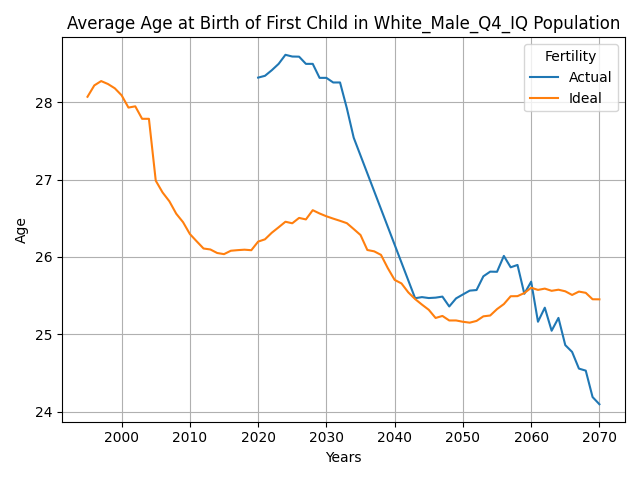 Average Age at Birth of First Child in White_Male_Q4_IQ Population
Fertility
Actual
Ideal
Age
28
27
26
25
24
2000
2010
2020
2030
2040
2050
2060
2070
Years